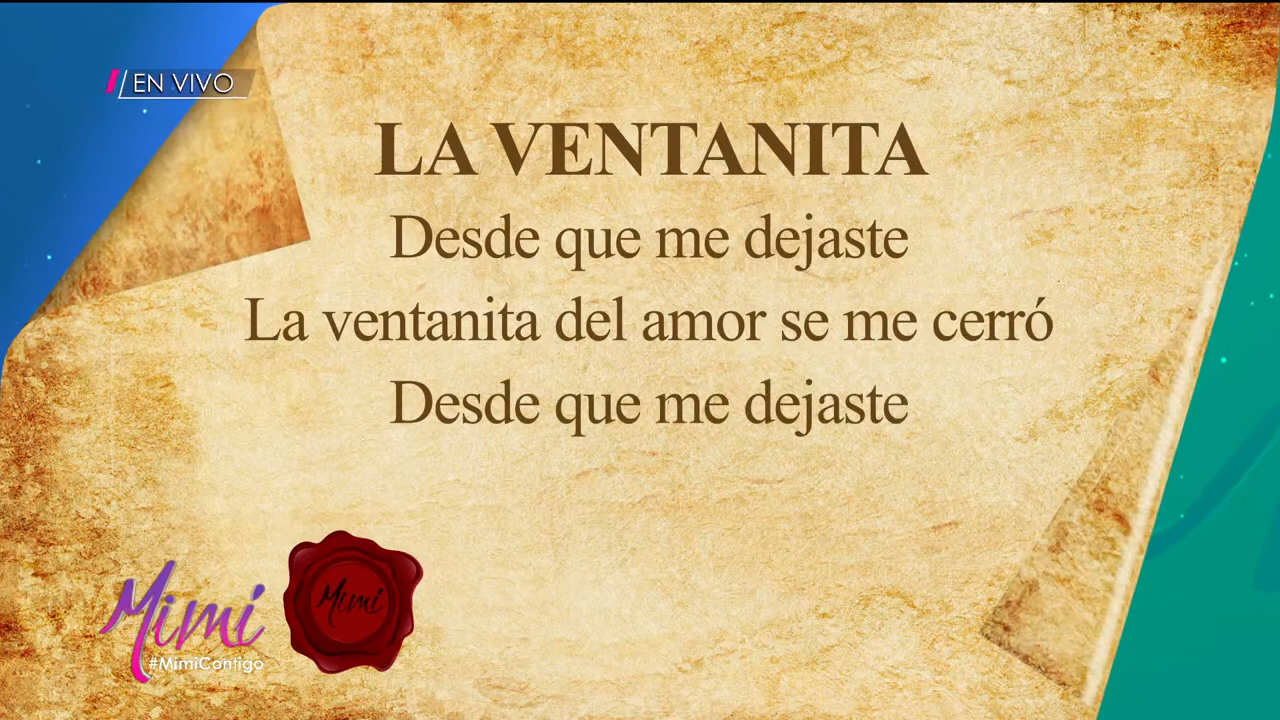 EN VIVO
LA VENTANITA
Desde que me dejaste
La ventanita del amor se me cerró
Desde que me dejaste
Mimi
Mimi
#MimiContigo